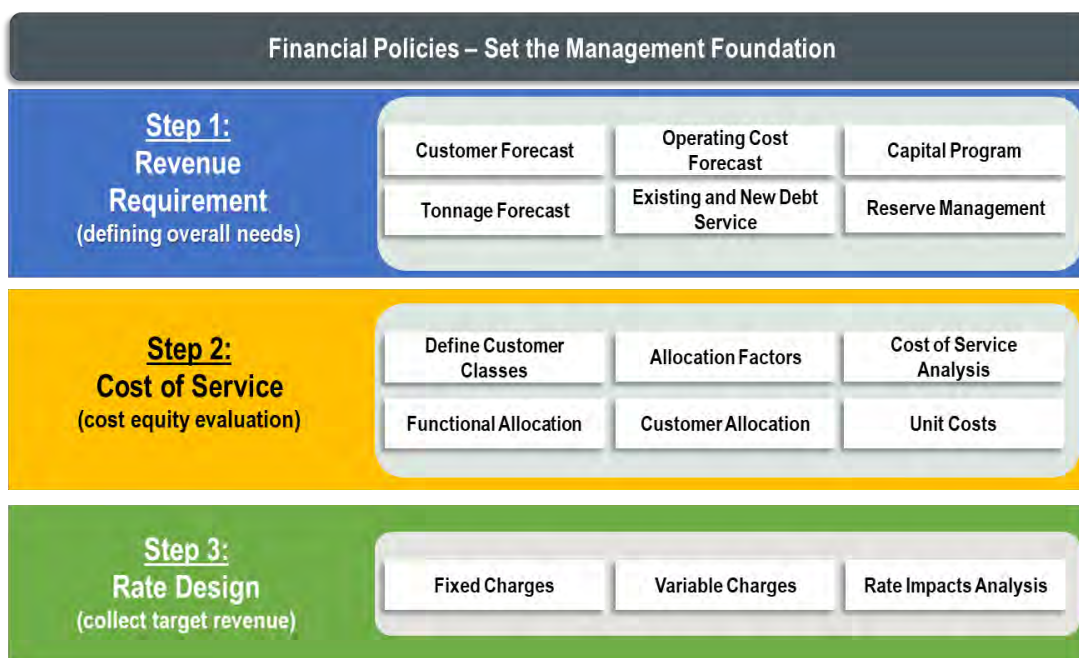 Financial Policies – Set the Management Foundation
Step 1:
Revenue
Requirement
(defining overall needs)
Customer Forecast
Operating Cost
Forecast
Capital Program
Tonnage Forecast
Existing and New Debt
Service
Reserve Management
Step 2:
Cost of Service
(cost equity evaluation)
Define Customer
Classes
Allocation Factors
Cost of Service
Analysis
Functional Allocation
Customer Allocation
Unit Costs
Step 3:
Rate Design
(collect target revenue)
Fixed Charges
Variable Charges
Rate Impacts Analysis